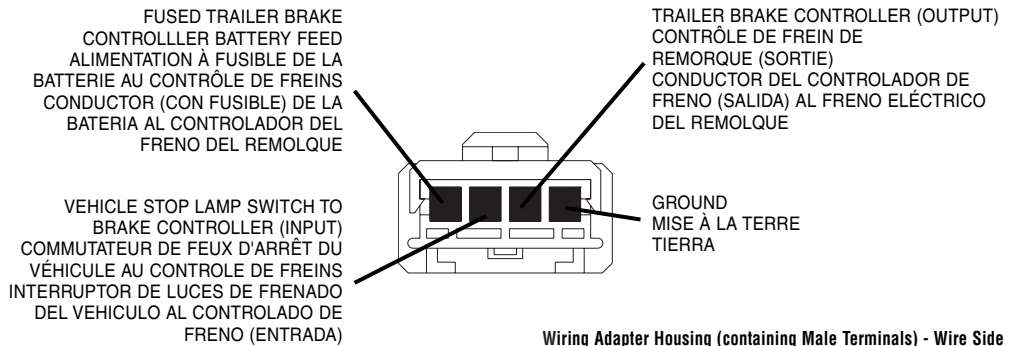 FUSED TRAILER BRAKE
CONTROLLLER BATTERY FEED
ALIMENTATION À FUSIBLE DE LA
BATTERIE AU CONTRÔLE DE FREINS
CONDUCTOR (CON FUSIBLE) DE LA
BATERIA AL CONTROLADOR DEL
FRENO DEL REMOLQUE
TRAILER BRAKE CONTROLLER (OUTPUT)
CONTRÔLE DE FREIN DE
REMORQUE (SORTIE)
CONDUCTOR DEL CONTROLADOR DE
FRENO (SALIDA) AL FRENO ELÉCTRICO
DEL REMOLQUE
VEHICLE STOP LAMP SWITCH TO
BRAKE CONTROLLER (INPUT)
COMMUTATEUR DE FEUX D'ARRÊT DU
VÉHICULE AU CONTROLE DE FREINS
INTERRUPTOR DE LUCES DE FRENADO
DEL VEHICULO AL CONTROLADO DE
FRENO (ENTRADA)
GROUND
MISE À LA TERRE
TIERRA
Wiring Adapter Housing (containing Male Terminals) - Wire Side